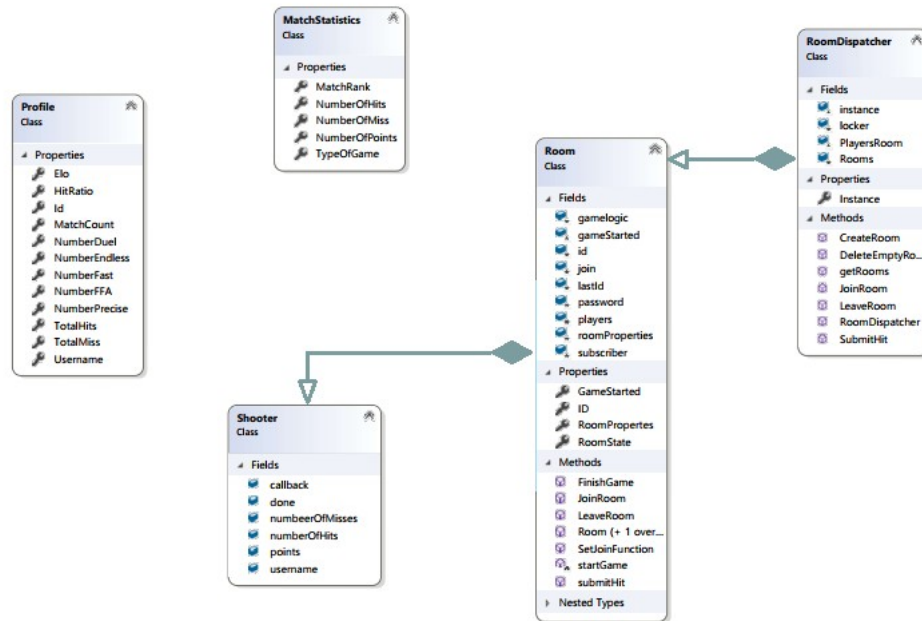 MatchStatistics
Class
Properties
MatchRank
NumberOfHits
NumberOfMiss
NumberOfPoints
TypeOfGame
Profile
Class
Properties
Elo
HitRatio
Id
MatchCount
NumberDuel
NumberEndless
NumberFast
NumberFFA
NumberPrecise
TotalHits
TotalMiss
Username
Shooter
Class
Fields
callback
done
numbeerOfMisses
numberOfHits
points
username
Room
Class
Fields
gamelogic
gameStarted
id
join
lastId
password
players
roomProperties
subscriber
Properties
GameStarted
ID
RoomPropertes
RoomState
Methods
FinishGame
JoinRoom
LeaveRoom
Room (+ 1 over...
SetJoinFunction
startGame
submitHit
Nested Types
RoomDispatcher
Class
Fields
instance
locker
PlayersRoom
Rooms
Properties
Instance
Methods
CreateRoom
DeleteEmptyRo...
getRooms
JoinRoom
LeaveRoom
RoomDispatcher
SubmitHit